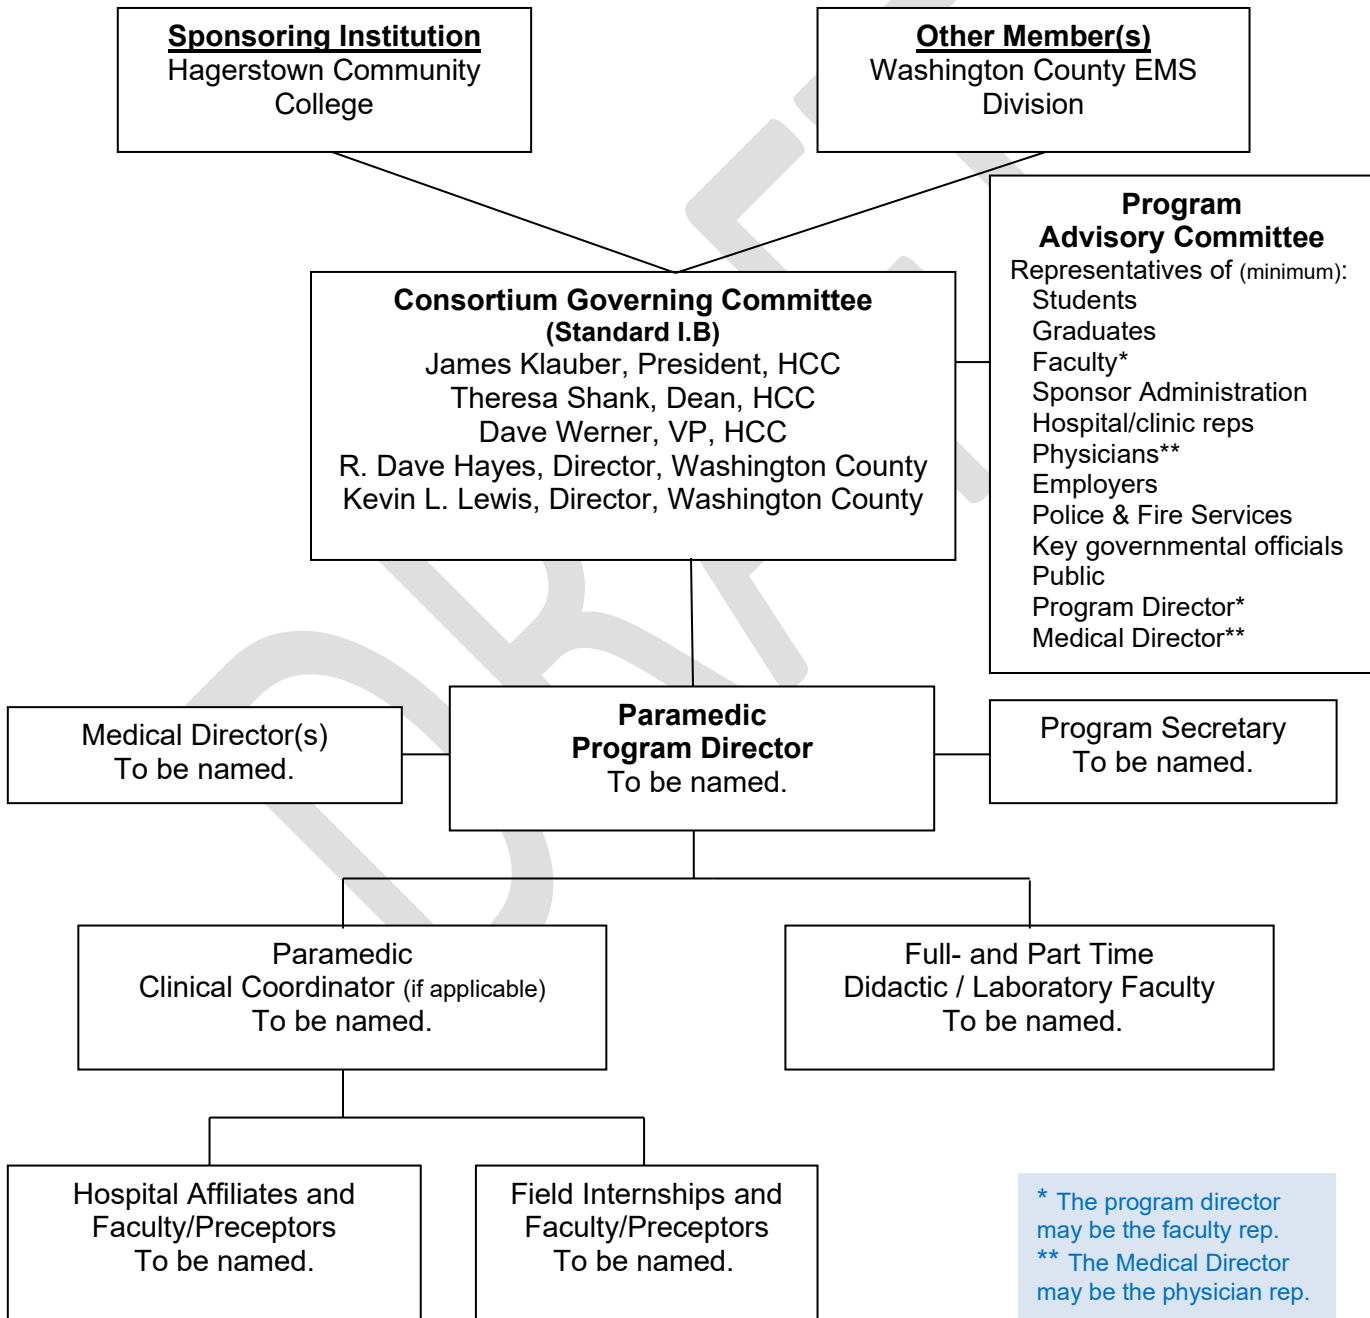 Sponsoring Institution
Hagerstown Community
College
Other Member(s)
Washington County EMS
Division
Program
Advisory Committee
Representatives of (minimum):
Students
Graduates
Faculty*
Sponsor Administration
Hospital/clinic reps
Physicians**
Employers
Police & Fire Services
Key governmental officials
Public
Program Director*
Medical Director**
Consortium Governing Committee
(Standard I.B)
James Klauber, President, HCC
Theresa Shank, Dean, HCC
Dave Werner, VP, HCC
R. Dave Hayes, Director, Washington County
Kevin L. Lewis, Director, Washington County
Medical Director(s)
To be named.
Paramedic
Program Director
To be named.
Program Secretary
To be named.
Paramedic
Clinical Coordinator (if applicable)
To be named.
Full- and Part Time
Didactic / Laboratory Faculty
To be named.
Hospital Affiliates and
Faculty/Preceptors
To be named.
Field Internships and
Faculty/Preceptors
To be named.
* The program director
may be the faculty rep.
** The Medical Director
may be the physician rep.
DRAFT